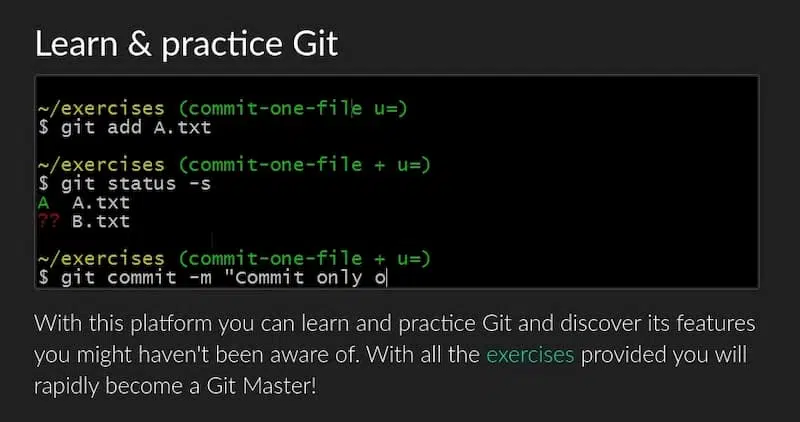 Learn & practice Git
~/exercises (commit-one-file u=)
$ git add A.txt
~/exercises (commit-one-file + u=)
$ git status -s
A  A.txt
?? B.txt
~/exercises (commit-one-file + u=)
$ git commit -m "Commit only o
With this platform you can learn and practice Git and discover its features
you might haven't been aware of. With all the exercises provided you will
rapidly become a Git Master!